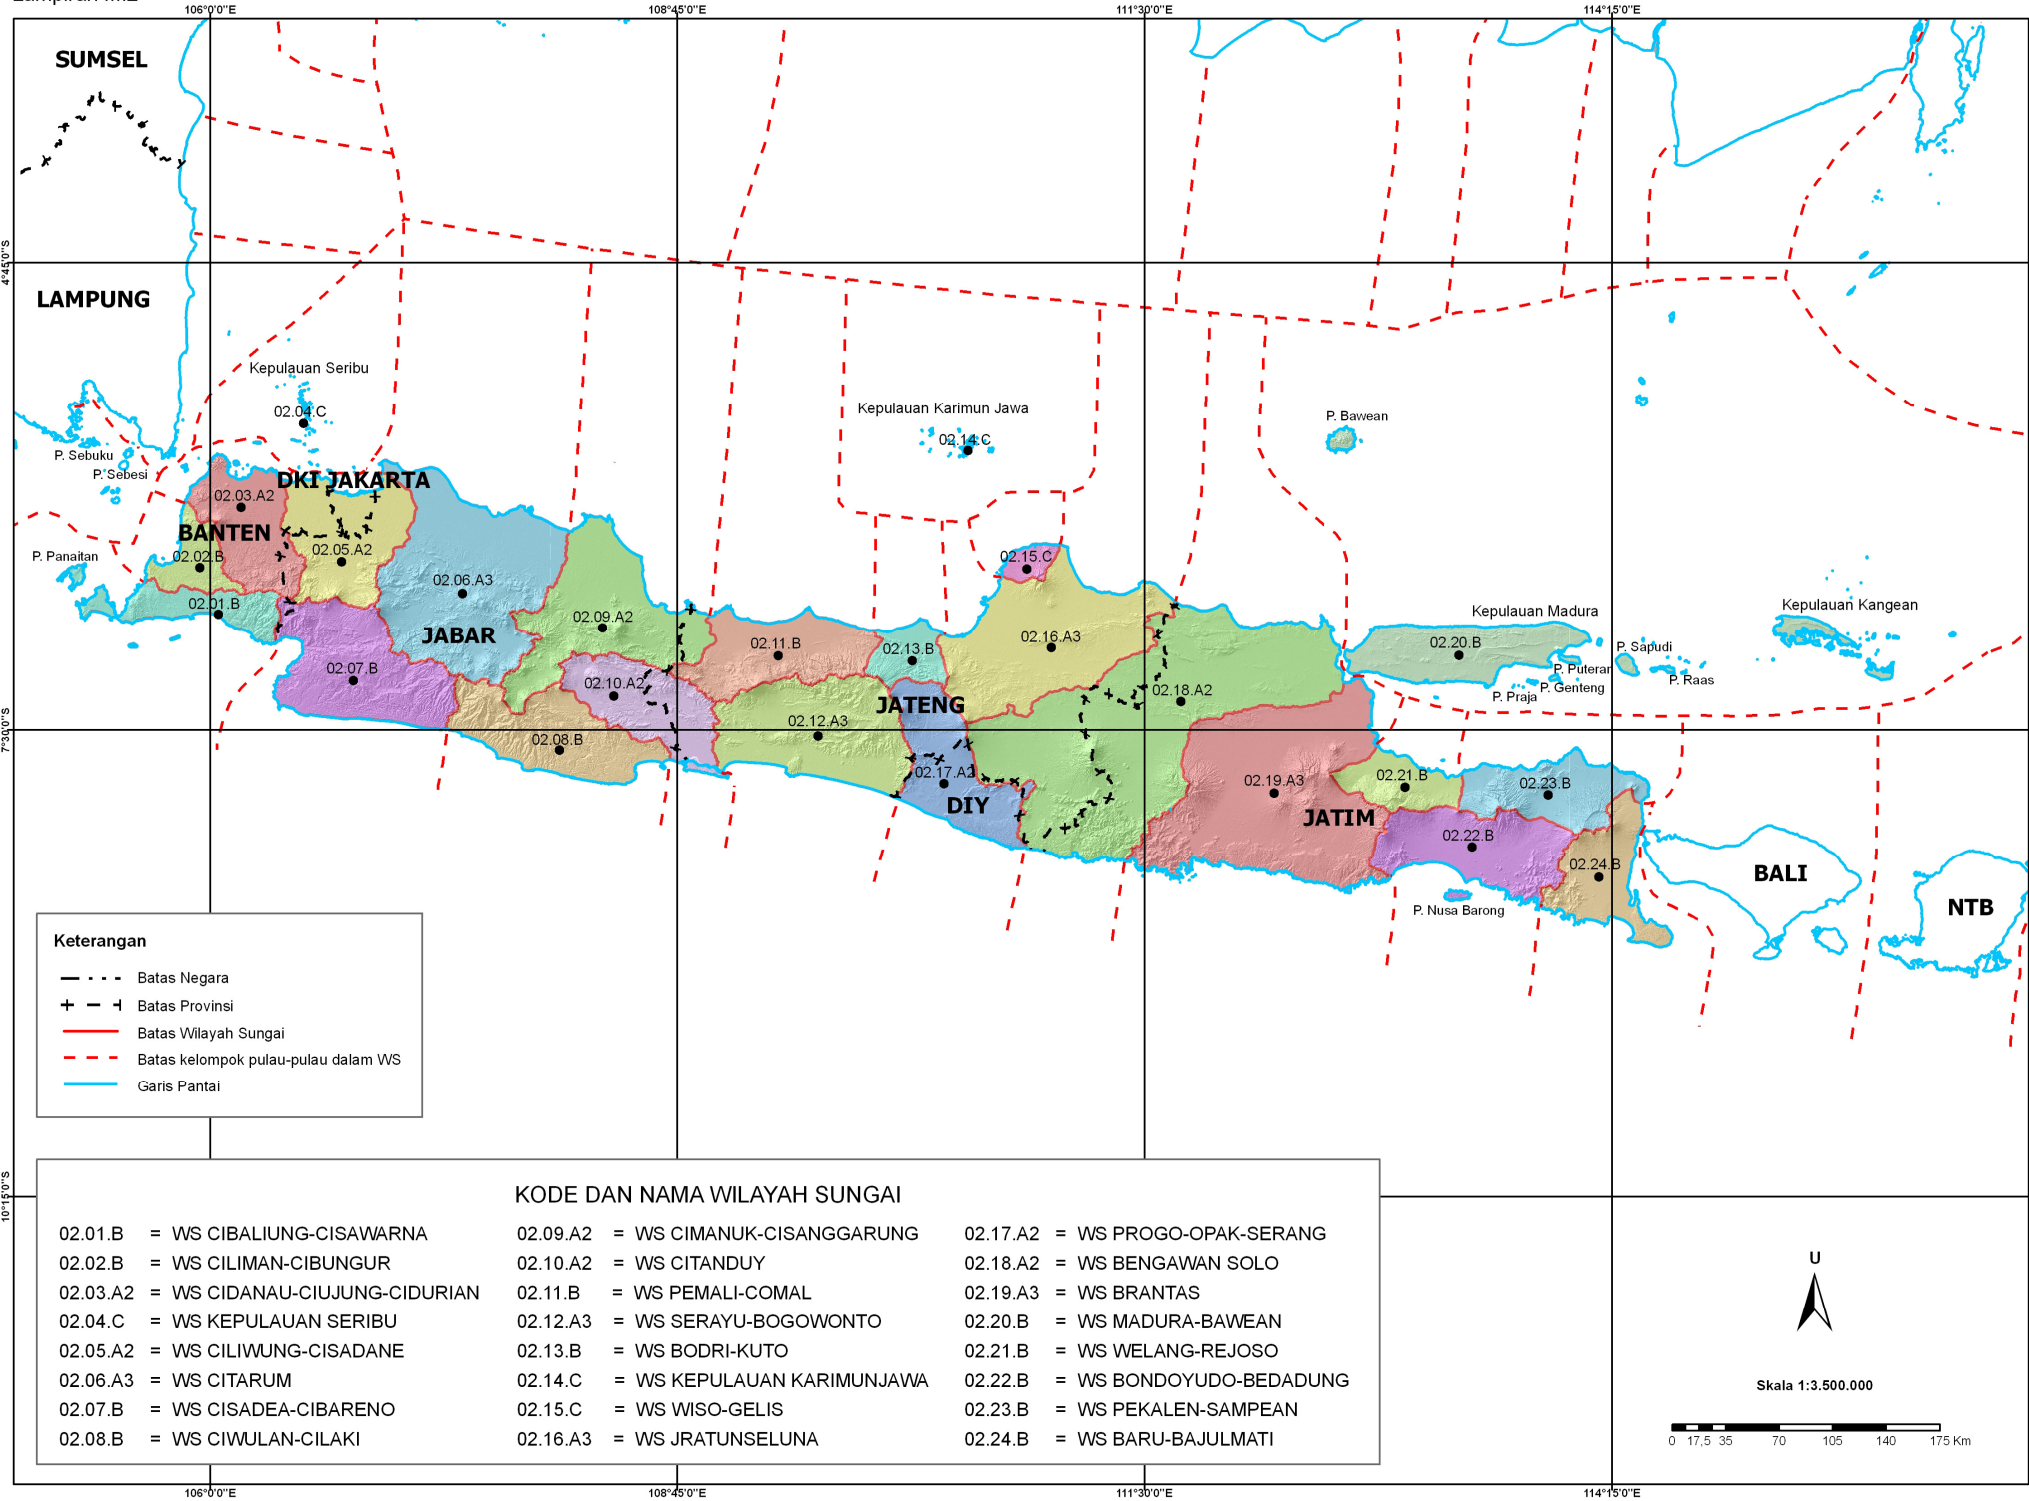 106°0'0"E
108°45'0"E
111°30'0"E
114°15'0"E
SUMSEL
4°45'0"S
LAMPUNG
Kepulauan Seribu
02.04.C
Kepulauan Karimun Jawa
02.14.C
P. Bawean
P. Sebuku
P. Sebesi
DKI JAKARTA
02.03.A2
BANTEN
P. Panaitan
02.02.B
02.05.A2
02.15.C
02.06.A3
02.01.B
JABAR
02.09.A2
02.11.B
02.13.B
02.16.A3
Kepulauan Madura
Kepulauan Kangean
02.20.B
P. Sapudi
P. Puteran
P. Raas
P. Genteng
P. Praja
02.07.B
02.10.A2
02.18.A2
JATENG
02.12.A3
7°30'0"S
02.08.B
02.17.A2
DIY
02.19.A3
02.21.B
02.23.B
JATIM
02.22.B
02.24.B
BALI
NTB
P. Nusa Barong
Keterangan
Batas Negara
Batas Provinsi
Batas Wilayah Sungai
Batas kelompok pulau-pulau dalam WS
Garis Pantai
10°15'0"S
KODE DAN NAMA WILAYAH SUNGAI
02.01.B = WS CIBALIUNG-CISAWARNA
02.02.B = WS CILIMAN-CIBUNGUR
02.03.A2 = WS CIDANAU-CIUJUNG-CIDURIAN
02.04.C = WS KEPULAUAN SERIBU
02.05.A2 = WS CILIWUNG-CISADANE
02.06.A3 = WS CITARUM
02.07.B = WS CISADEA-CIBARENO
02.08.B = WS CIWULAN-CILAKI
02.09.A2 = WS CIMANUK-CISANGGARUNG
02.10.A2 = WS CITANDUY
02.11.B = WS PEMALI-COMAL
02.12.A3 = WS SERAYU-BOGOWONTO
02.13.B = WS BODRI-KUTO
02.14.C = WS KEPULAUAN KARIMUNJAWA
02.15.C = WS WISO-GELIS
02.16.A3 = WS JRATUNSELUNA
02.17.A2 = WS PROGO-OPAK-SERANG
02.18.A2 = WS BENGAWAN SOLO
02.19.A3 = WS BRANTAS
02.20.B = WS MADURA-BAWEAN
02.21.B = WS WELANG-REJOSO
02.22.B = WS BONDOYUDO-BEDADUNG
02.23.B = WS PEKALEN-SAMPEAN
02.24.B = WS BARU-BAJULMATI
U
Skala 1:3.500.000
0 17,5 35 70 105 140 175 Km
106°0'0"E
108°45'0"E
111°30'0"E
114°15'0"E